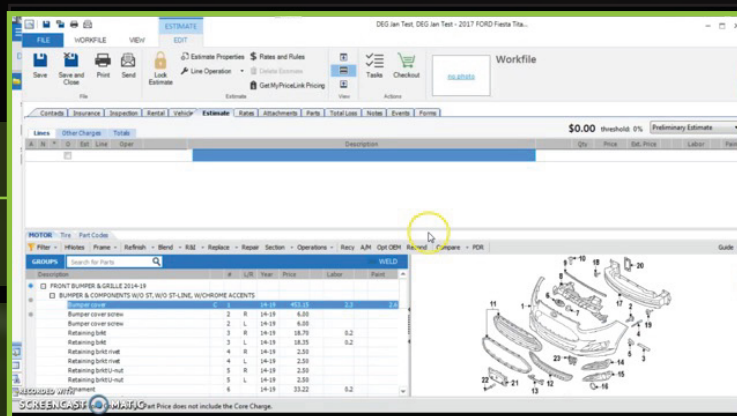 DEG Jan Test, DEG Jan Test - 2017 FORD Fiesta Tita...
ESTIMATE
FILE WORKFILE VIEW EDIT
Save
Save and Close
Print
Send
Lock Estimate
Estimate Properties
Line Operation
$ Rates and Rules
Delete Estimate
Get MyPriceLink Pricing
Tasks
Checkout
no photo
Workfile
File Estimate View Actions
Contacts Insurance Inspection Rental Vehicle Estimate Rates Attachments Parts Total Loss Notes Events Forms
Lines Other Charges Totals
$0.00 threshold: 0% Preliminary Estimate
A N * O Est Line Oper Description Qty Price Ext. Price Labor Pain
MOTOR Tire Part Codes
Filter HNotes Frame Refinish Blend R&I Replace Repair Section Operations Recy A/M Opt OEM Recond Compare PDR Guide
GROUPS Search for Parts WELD
Description # L/R Year Price Labor Paint
FRONT BUMPER & GRILLE 2014-19
BUMPER & COMPONENTS W/O ST, W/O ST-LINE, W/CHROME ACCENTS
Bumper cover C 1 14-19 453.15 2.3 2.6
Bumper cover screw 2 R 14-19 6.00
Bumper cover screw 2 L 14-19 6.00
Retaining brkt 3 R 14-19 18.70 0.2
Retaining brkt 3 L 14-19 18.35 0.2
Retaining brkt rivet 4 R 14-19 2.50
Retaining brkt rivet 4 L 14-19 2.50
Retaining brkt U-nut 5 R 14-19 2.50
Retaining brkt U-nut 5 L 14-19 2.50
Ornament 6 14-19 33.22 0.2
RECORDED WITH
SCREENCAST-O-MATIC
Part Price does not include the Core Charge.